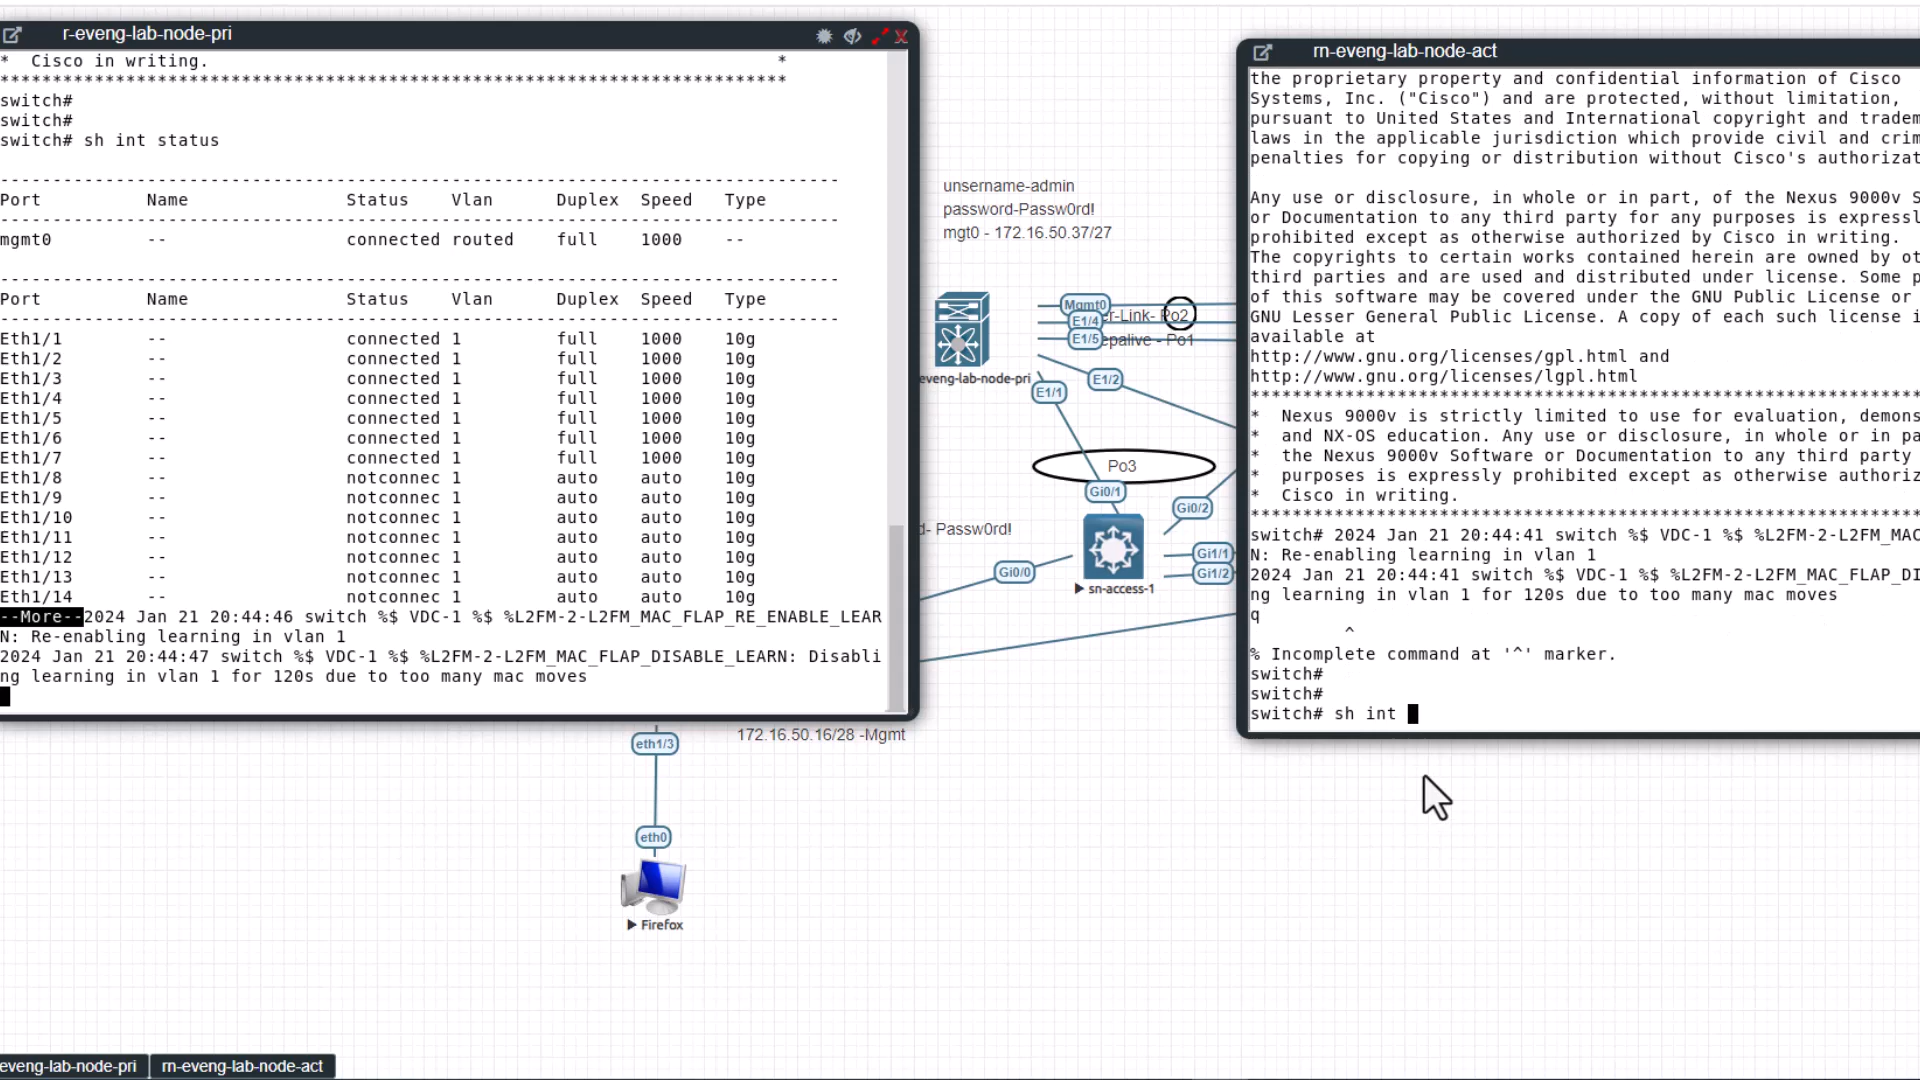 r-eveng-lab-node-pri
*  Cisco in writing.                                                      *
***************************************************************************
switch#
switch#
switch# sh int status
--------------------------------------------------------------------------------
Port          Name               Status    Vlan      Duplex  Speed   Type
--------------------------------------------------------------------------------
mgmt0         --                 connected routed    full    1000    --
--------------------------------------------------------------------------------
Port          Name               Status    Vlan      Duplex  Speed   Type
--------------------------------------------------------------------------------
Eth1/1        --                 connected 1         full    1000    10g
Eth1/2        --                 connected 1         full    1000    10g
Eth1/3        --                 connected 1         full    1000    10g
Eth1/4        --                 connected 1         full    1000    10g
Eth1/5        --                 connected 1         full    1000    10g
Eth1/6        --                 connected 1         full    1000    10g
Eth1/7        --                 connected 1         full    1000    10g
Eth1/8        --                 notconnec 1         auto    auto    10g
Eth1/9        --                 notconnec 1         auto    auto    10g
Eth1/10       --                 notconnec 1         auto    auto    10g
Eth1/11       --                 notconnec 1         auto    auto    10g
Eth1/12       --                 notconnec 1         auto    auto    10g
Eth1/13       --                 notconnec 1         auto    auto    10g
Eth1/14       --                 notconnec 1         auto    auto    10g
--More--2024 Jan 21 20:44:46 switch %$ VDC-1 %$ %L2FM-2-L2FM_MAC_FLAP_RE_ENABLE_LEAR
N: Re-enabling learning in vlan 1
2024 Jan 21 20:44:47 switch %$ VDC-1 %$ %L2FM-2-L2FM_MAC_FLAP_DISABLE_LEARN: Disabli
ng learning in vlan 1 for 120s due to too many mac moves
unsername-admin
password-Passw0rd!
mgt0 - 172.16.50.37/27
Mgmt0
E1/4
er-Link- Po2
E1/5
epalive - Po1
eveng-lab-node-pri
E1/2
E1/1
Po3
Gi0/1
Gi0/2
d- Passw0rd!
Gi1/1
Gi0/0
Gi1/2
sn-access-1
172.16.50.16/28 -Mgmt
eth1/3
eth0
Firefox
rn-eveng-lab-node-act
the proprietary property and confidential information of Cisco
Systems, Inc. ("Cisco") and are protected, without limitation,
pursuant to United States and International copyright and tradem
laws in the applicable jurisdiction which provide civil and crim
penalties for copying or distribution without Cisco's authorizat
Any use or disclosure, in whole or in part, of the Nexus 9000v S
or Documentation to any third party for any purposes is expressl
prohibited except as otherwise authorized by Cisco in writing.
The copyrights to certain works contained herein are owned by ot
third parties and are used and distributed under license. Some p
of this software may be covered under the GNU Public License or
GNU Lesser General Public License. A copy of each such license i
available at
http://www.gnu.org/licenses/gpl.html and
http://www.gnu.org/licenses/lgpl.html
****************************************************************
*  Nexus 9000v is strictly limited to use for evaluation, demons
*  and NX-OS education. Any use or disclosure, in whole or in pa
*  the Nexus 9000v Software or Documentation to any third party
*  purposes is expressly prohibited except as otherwise authoriz
*  Cisco in writing.
****************************************************************
switch# 2024 Jan 21 20:44:41 switch %$ VDC-1 %$ %L2FM-2-L2FM_MAC
N: Re-enabling learning in vlan 1
2024 Jan 21 20:44:41 switch %$ VDC-1 %$ %L2FM-2-L2FM_MAC_FLAP_DI
ng learning in vlan 1 for 120s due to too many mac moves
q
^
% Incomplete command at '^' marker.
switch#
switch#
switch# sh int
eveng-lab-node-pri
rn-eveng-lab-node-act